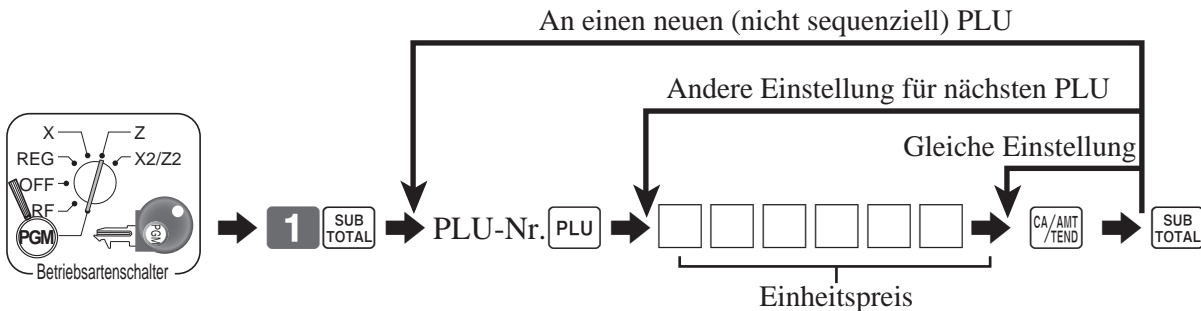 An einen neuen (nicht sequenziell) PLU
Andere Einstellung für nächsten PLU
Gleiche Einstellung
X Z
REG X2/Z2
OFF
RF
PGM
PGM
Betriebsartenschalter
1 SUB TOTAL PLU-Nr. PLU CA/AMT /TEND SUB TOTAL
Einheitspreis